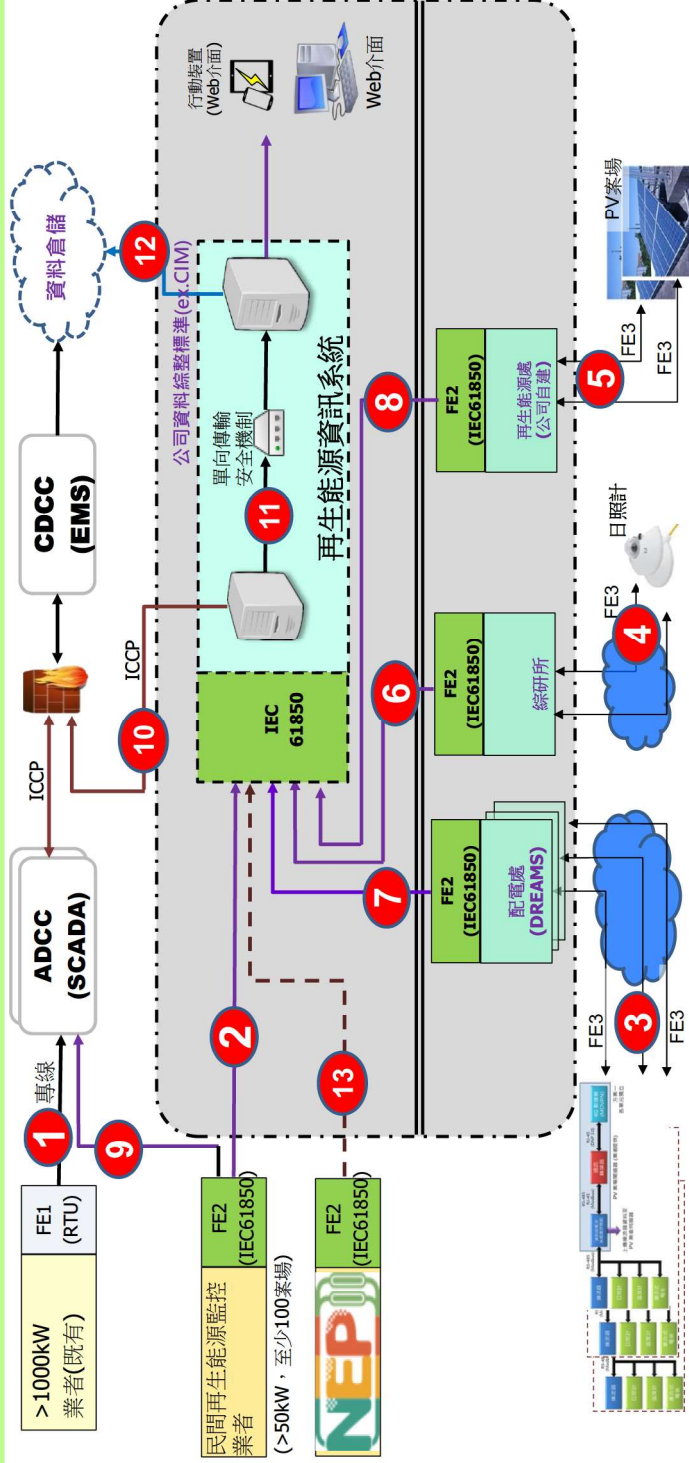 >1000kW
業者(既有)
FE1
(RTU)
1
專線
ADCC
(SCADA)
ICCP
CDCC
(EMS)
資料倉儲
9
10
ICCP
12
民間再生能源監控
業者
FE2
(IEC61850)
(>50kW，至少100案場)
2
公司資料綜整標準(ex.CIM)
行動裝置
(Web介面)
IEC
61850
11
單向傳輸
安全機制
再生能源資訊系統
Web介面
NEP
FE2
(IEC61850)
13
7
6
8
FE2
(IEC61850)
配電處
(DREAMS)
FE2
(IEC61850)
綜研所
FE2
(IEC61850)
再生能源處
(公司自建)
FE3
3
FE3
4
FE3
日照計
5
FE3
FE3
PV案場